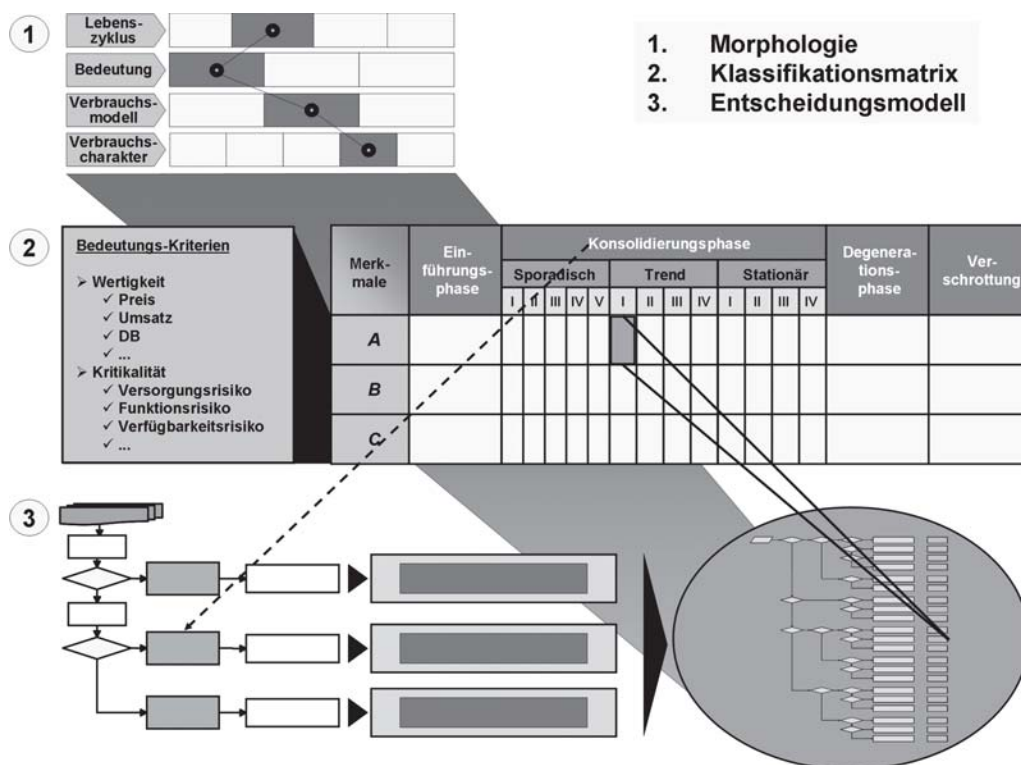 1
Lebens-
zyklus
Bedeutung
Verbrauchs-
modell
Verbrauchs-
charakter
1. Morphologie
2. Klassifikationsmatrix
3. Entscheidungsmodell
2
Bedeutungs-Kriterien
➢ Wertigkeit
✓ Preis
✓ Umsatz
✓ DB
✓ ...
➢ Kritikalität
✓ Versorgungsrisiko
✓ Funktionsrisiko
✓ Verfügbarkeitsrisiko
✓ ...
Merk-
male
Ein-
führungs-
phase
Konsolidierungsphase
Sporadisch Trend Stationär
I II III IV V I II III IV I II III IV
Degenera-
tions-
phase
Ver-
schrottung
A
B
C
3